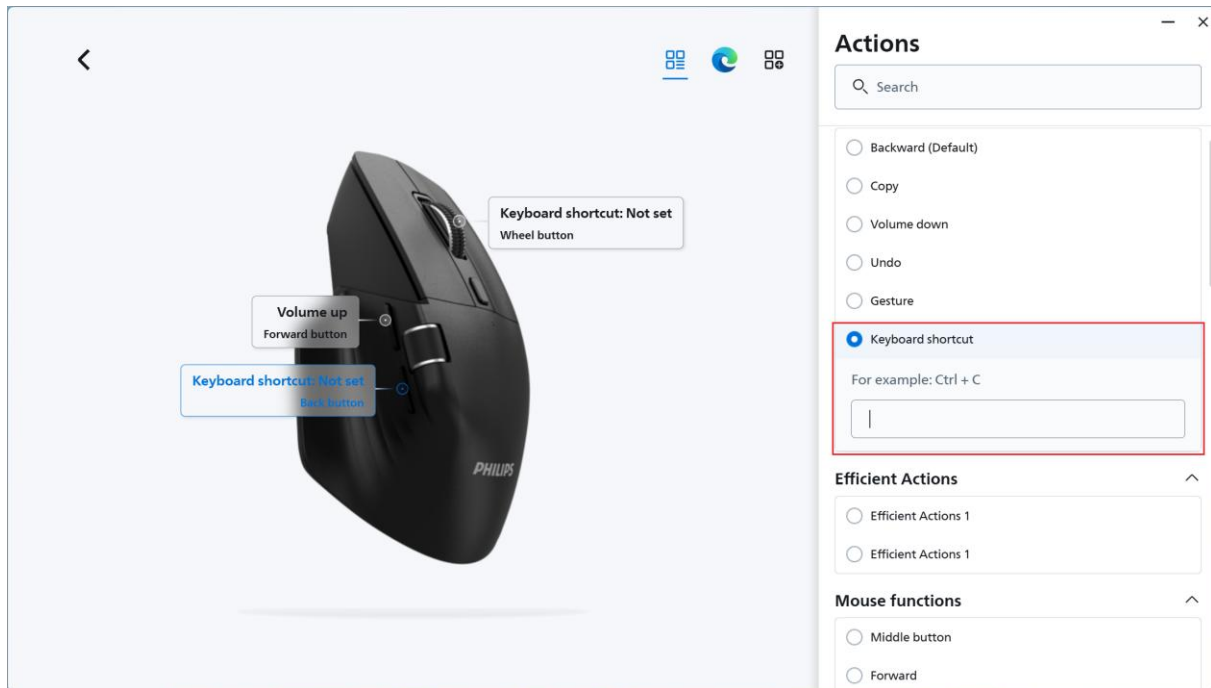 Actions
Search
Backward (Default)
Copy
Volume down
Undo
Gesture
Keyboard shortcut
For example: Ctrl + C
Efficient Actions
Efficient Actions 1
Efficient Actions 1
Mouse functions
Middle button
Forward
Keyboard shortcut: Not set
Wheel button
Volume up
Forward button
Keyboard shortcut: Not set
Back button
PHILIPS